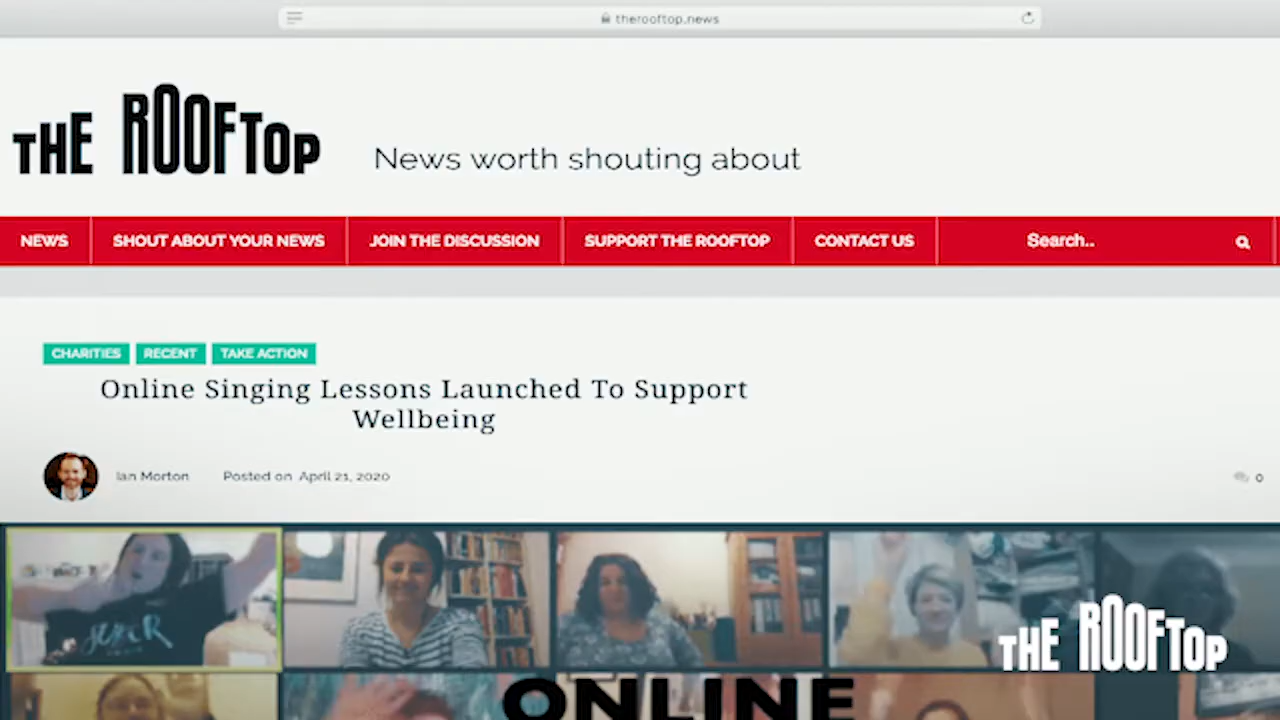 therooftop.news
THE ROOFTOP
News worth shouting about
NEWS
SHOUT ABOUT YOUR NEWS
JOIN THE DISCUSSION
SUPPORT THE ROOFTOP
CONTACT US
Search..
CHARITIES
RECENT
TAKE ACTION
Online Singing Lessons Launched To Support
Wellbeing
Ian Morton
Posted on April 21, 2020
0
SUPER
THE ROOFTOP
ONLINE